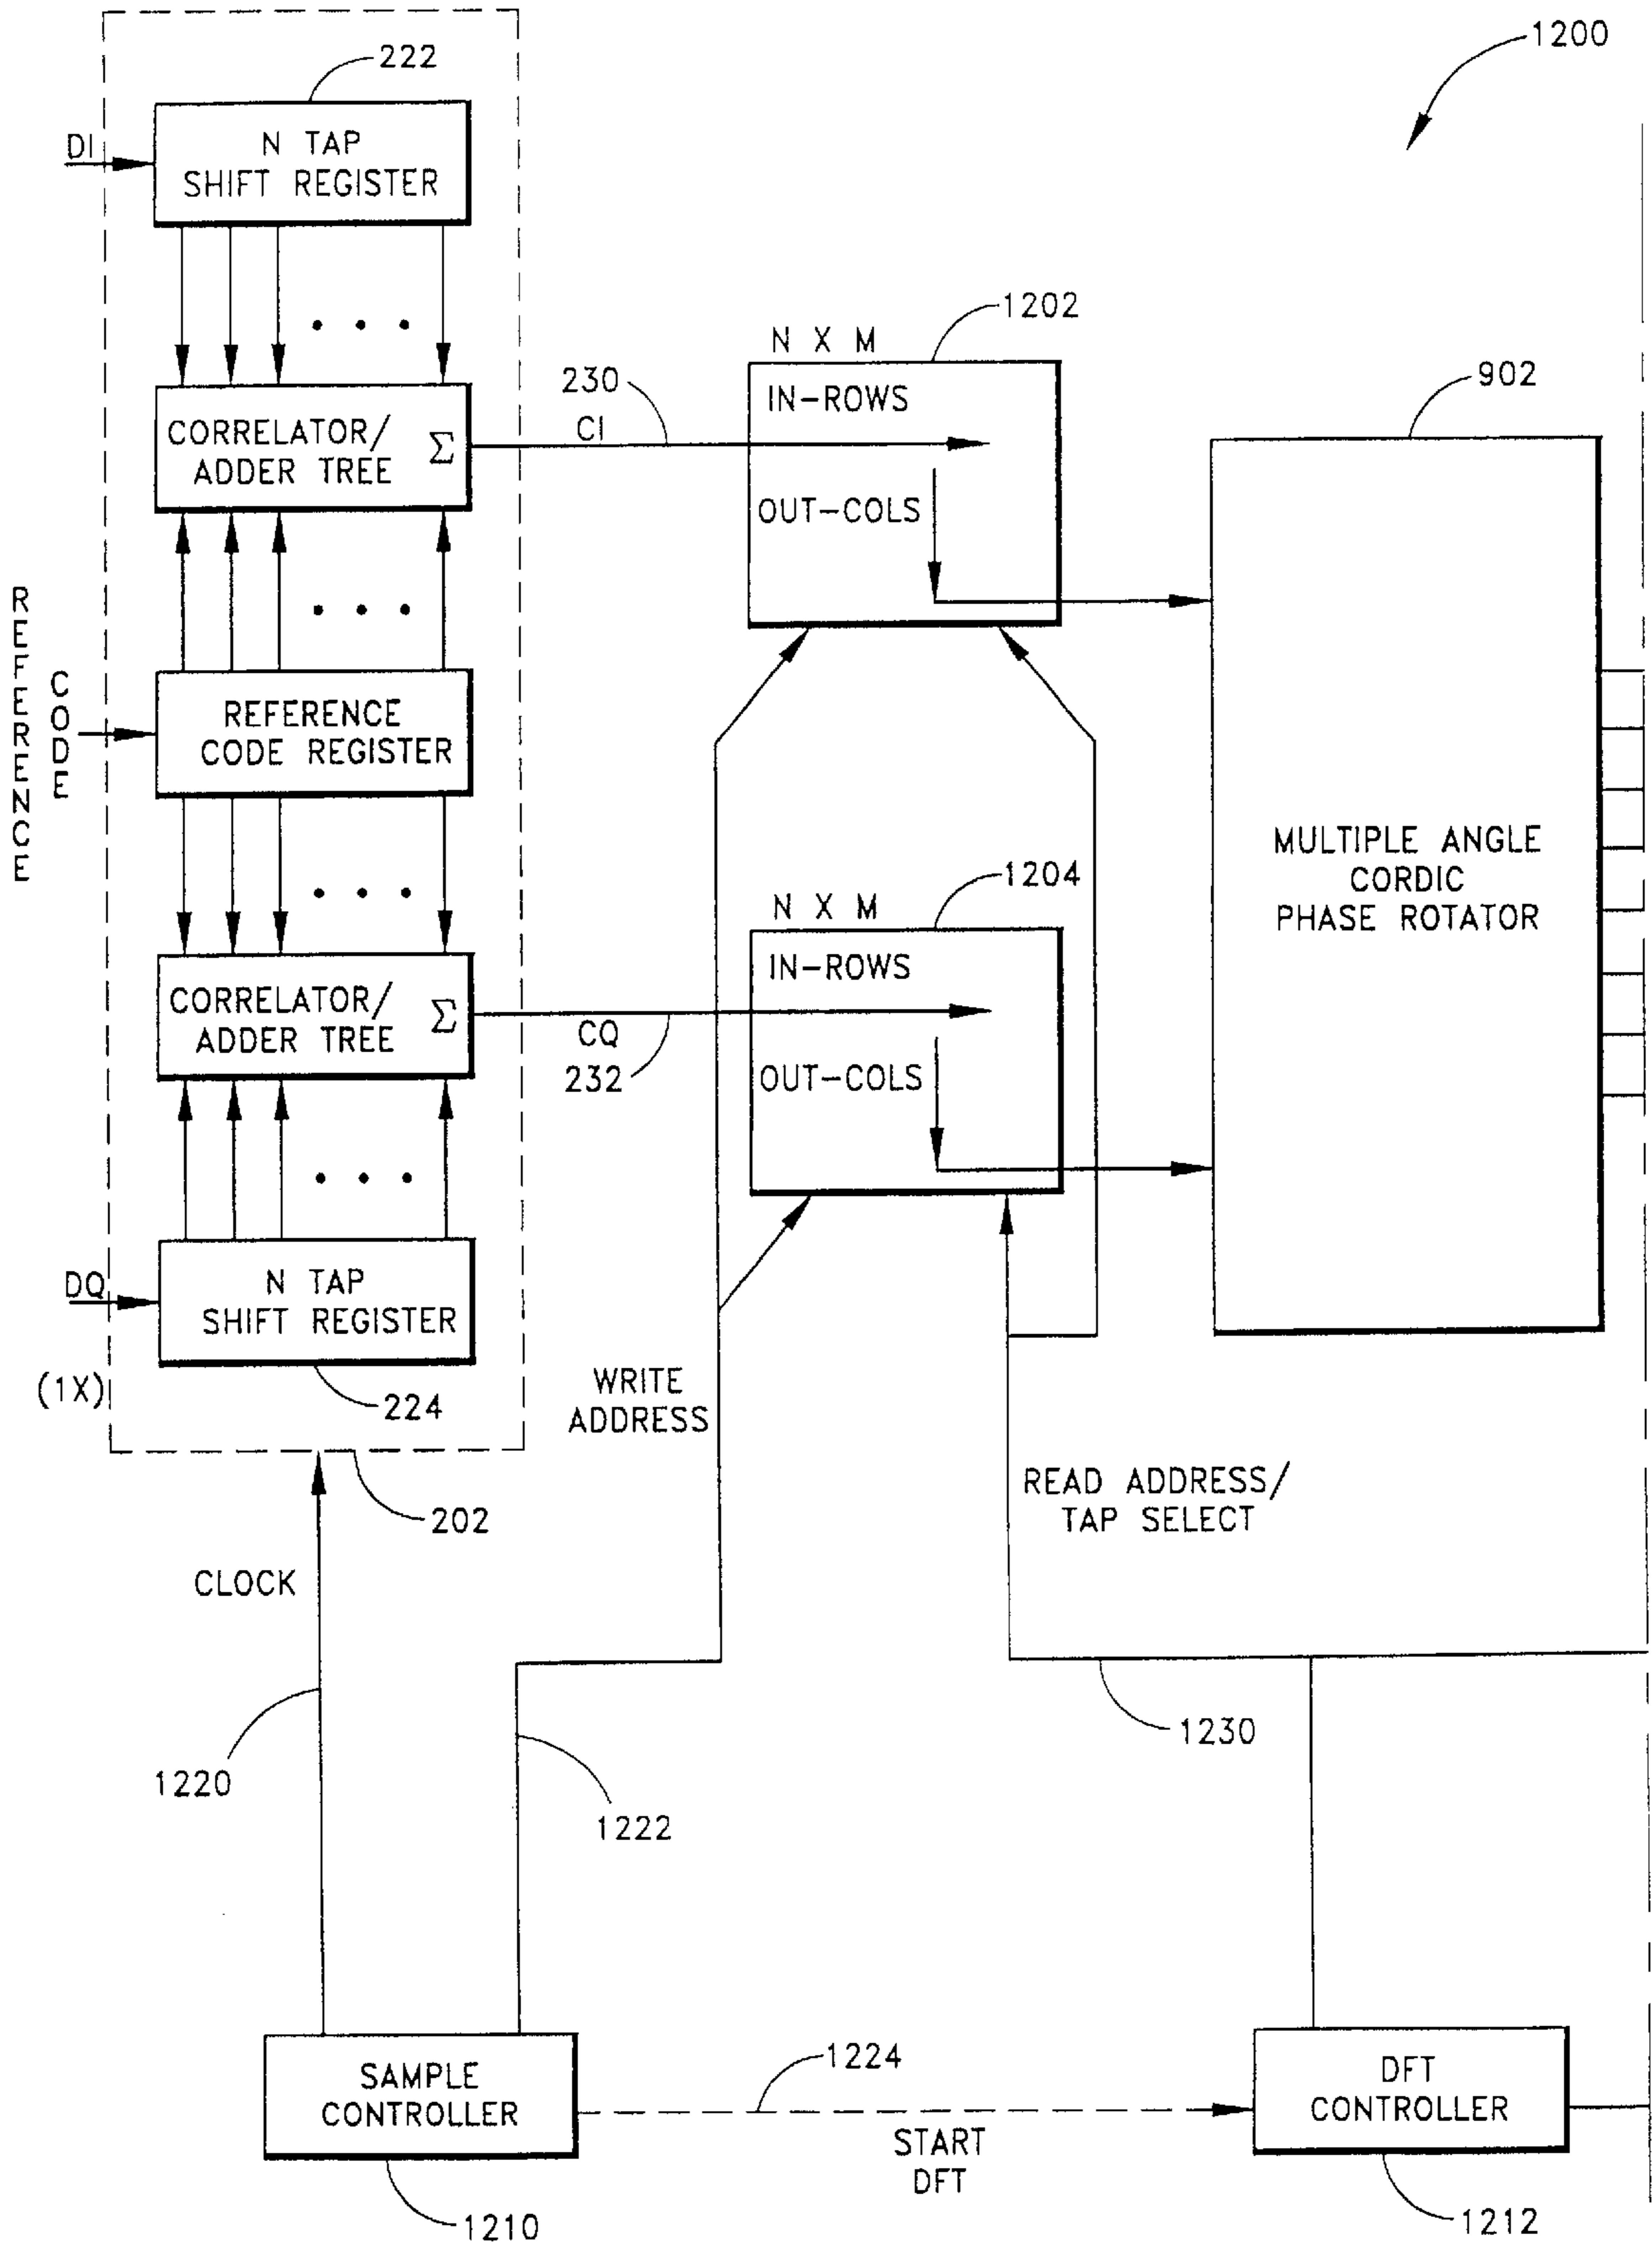 1200
222
DI
N TAP
SHIFT REGISTER
CORRELATOR/
ADDER TREE
Σ
230
CI
N X M
1202
IN-ROWS
OUT-COLS
902
REFERENCE
CODE
REFERENCE
CODE REGISTER
MULTIPLE ANGLE
CORDIC
PHASE ROTATOR
CORRELATOR/
ADDER TREE
Σ
CQ
232
N X M
1204
IN-ROWS
OUT-COLS
DQ
N TAP
SHIFT REGISTER
(1X)
224
202
WRITE
ADDRESS
READ ADDRESS/
TAP SELECT
CLOCK
1220
1222
1230
SAMPLE
CONTROLLER
1210
1224
START
DFT
DFT
CONTROLLER
1212